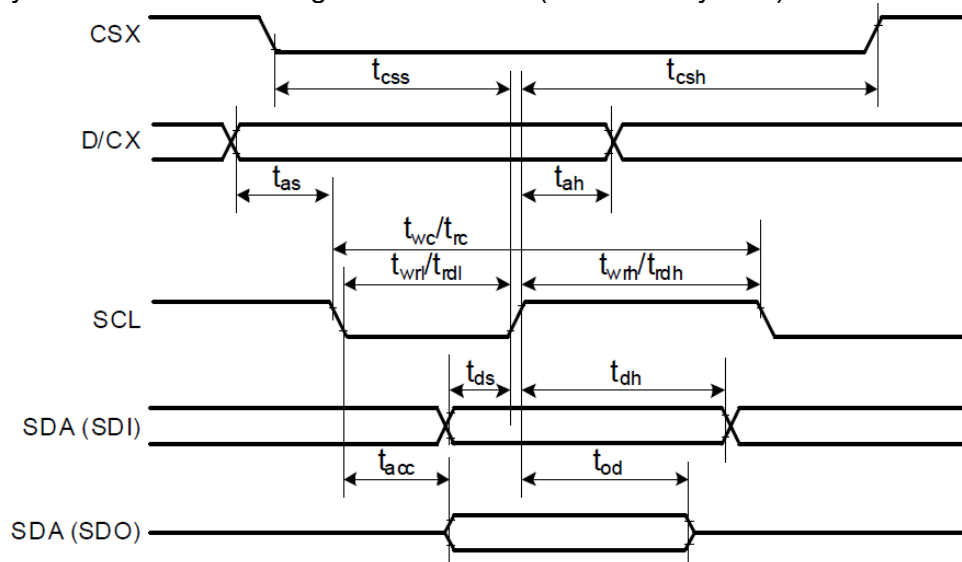 CSX
tcss
tcsh
D/CX
tas
tah
twc/trc
twrl/trdl
twrh/trdh
SCL
tds
tdh
SDA (SDI)
tacc
tod
SDA (SDO)